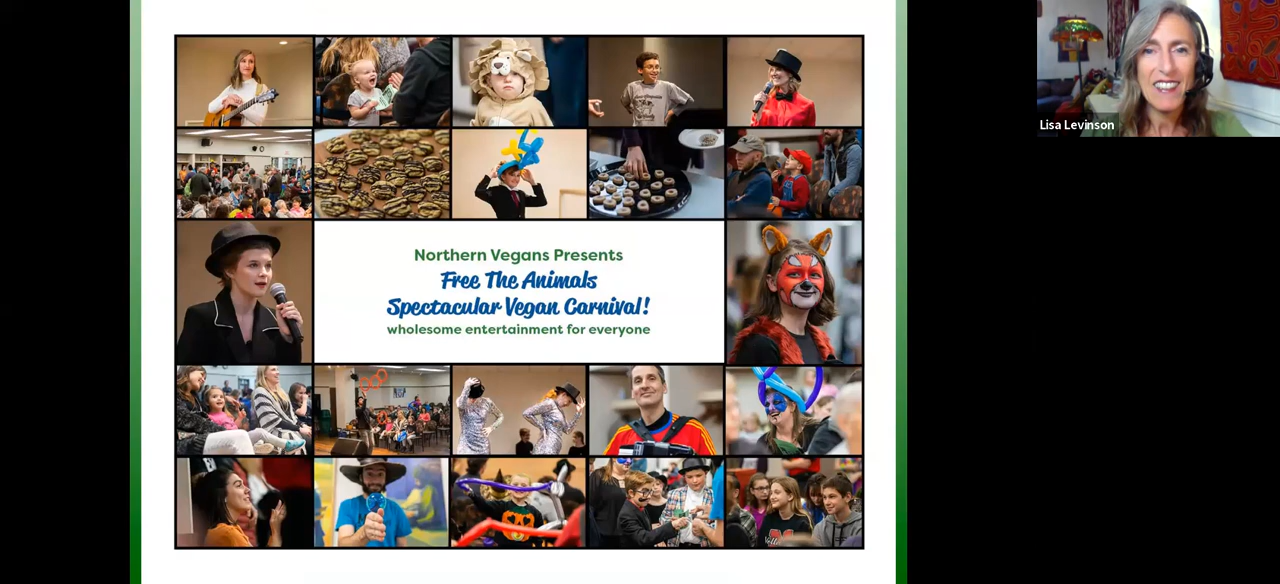 Lisa Levinson
Northern Vegans Presents
Free The Animals
Spectacular Vegan Carnival!
wholesome entertainment for everyone